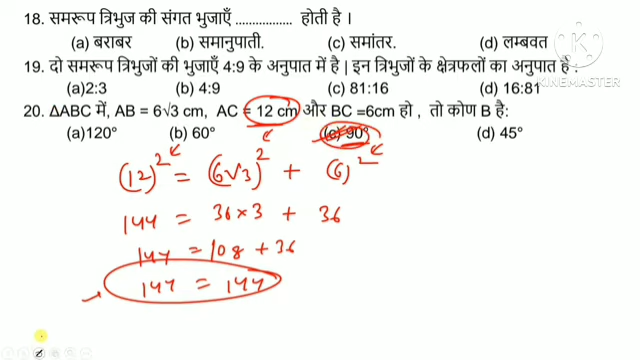 18. समरूप त्रिभुज की संगत भुजाएँ ................ होती है ।
(a) बराबर (b) समानुपाती. (c) समांतर. (d) लम्बवत
19. दो समरूप त्रिभुजों की भुजाएँ 4:9 के अनुपात में है | इन त्रिभुजों के क्षेत्रफलों का अनुपात है :
(a)2:3 (b) 4:9 (c) 81:16 (d) 16:81
KINEMASTER
20. ΔABC में, AB = 6√3 cm, AC = 12 cm और BC =6cm हो , तो कोण B है:
(a)120° (b) 60° (c) 90° (d) 45°
(12)² = (6√3)² + (6)²
144 = 36×3 + 36
144 = 108 + 36
144 = 144